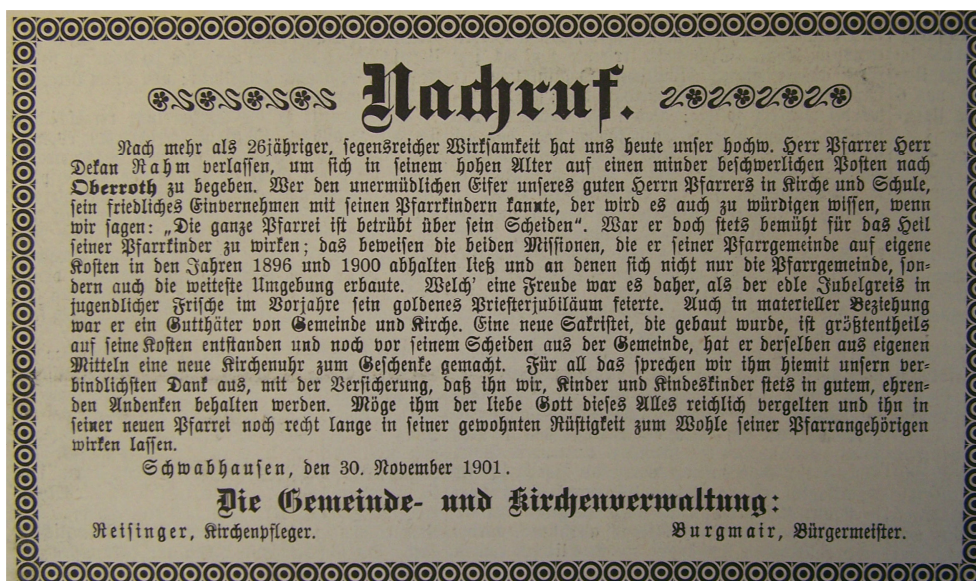 Nachruf.
Nach mehr als 26jähriger, segensreicher Wirksamkeit hat uns heute unser hochw. Herr Pfarrer Herr
Dekan Rahm verlassen, um sich in seinem hohen Alter auf einen minder beschwerlichen Posten nach
Oberroth zu begeben. Wer den unermüdlichen Eifer unseres guten Herrn Pfarrers in Kirche und Schule,
sein friedliches Einvernehmen mit seinen Pfarrkindern kannte, der wird es auch zu würdigen wissen, wenn
wir sagen: „Die ganze Pfarrei ist betrübt über sein Scheiden“. War er doch stets bemüht für das Heil
seiner Pfarrkinder zu wirken; das beweisen die beiden Missionen, die er seiner Pfarrgemeinde auf eigene
Kosten in den Jahren 1896 und 1900 abhalten ließ und an denen sich nicht nur die Pfarrgemeinde, son-
dern auch die weiteste Umgebung erbaute. Welch' eine Freude war es daher, als der edle Jubelgreis in
jugendlicher Frische im Vorjahre sein goldenes Priesterjubiläum feierte. Auch in materieller Beziehung
war er ein Gutthäter von Gemeinde und Kirche. Eine neue Sakristei, die gebaut wurde, ist größtentheils
auf seine Kosten entstanden und noch vor seinem Scheiden aus der Gemeinde, hat er derselben aus eigenen
Mitteln eine neue Kirchenuhr zum Geschenke gemacht. Für all das sprechen wir ihm hiemit unsern ver-
bindlichsten Dank aus, mit der Versicherung, daß ihn wir, Kinder und Kindeskinder stets in gutem, ehren-
den Andenken behalten werden. Möge ihm der liebe Gott dieses Alles reichlich vergelten und ihn in
seiner neuen Pfarrei noch recht lange in seiner gewohnten Rüstigkeit zum Wohle seiner Pfarrangehörigen
wirken lassen.
Schwabhausen, den 30. November 1901.
Die Gemeinde- und Kirchenverwaltung:
Reisinger, Kirchenpfleger. Burgmair, Bürgermeister.